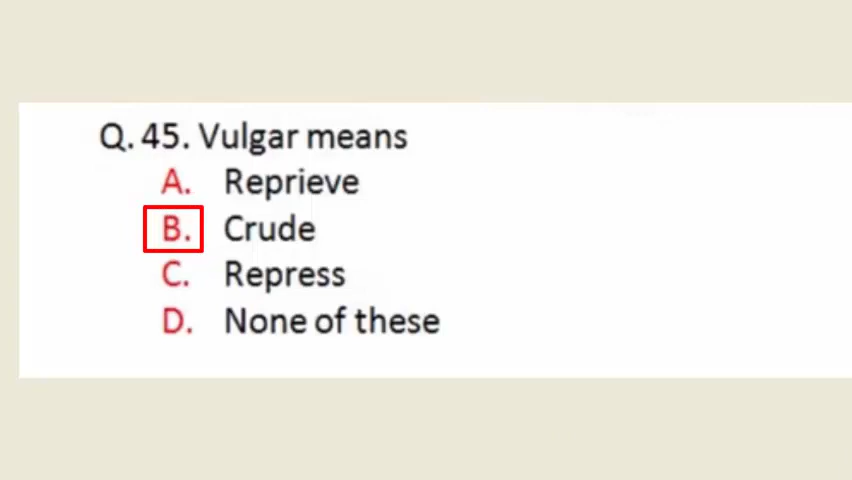 Q. 45. Vulgar means
A. Reprieve
B. Crude
C. Repress
D. None of these